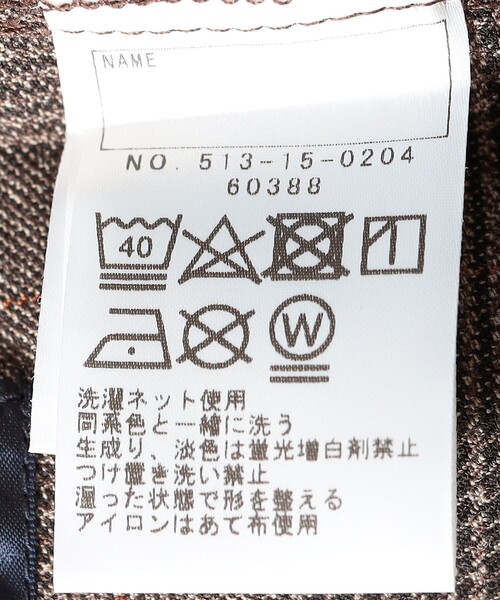 NAME
NO. 513-15-0204
60388
40
W
洗濯ネット使用
同系色と一緒に洗う
生成り、淡色は蛍光増白剤禁止
つけ置き洗い禁止
湿った状態で形を整える
アイロンはあて布使用